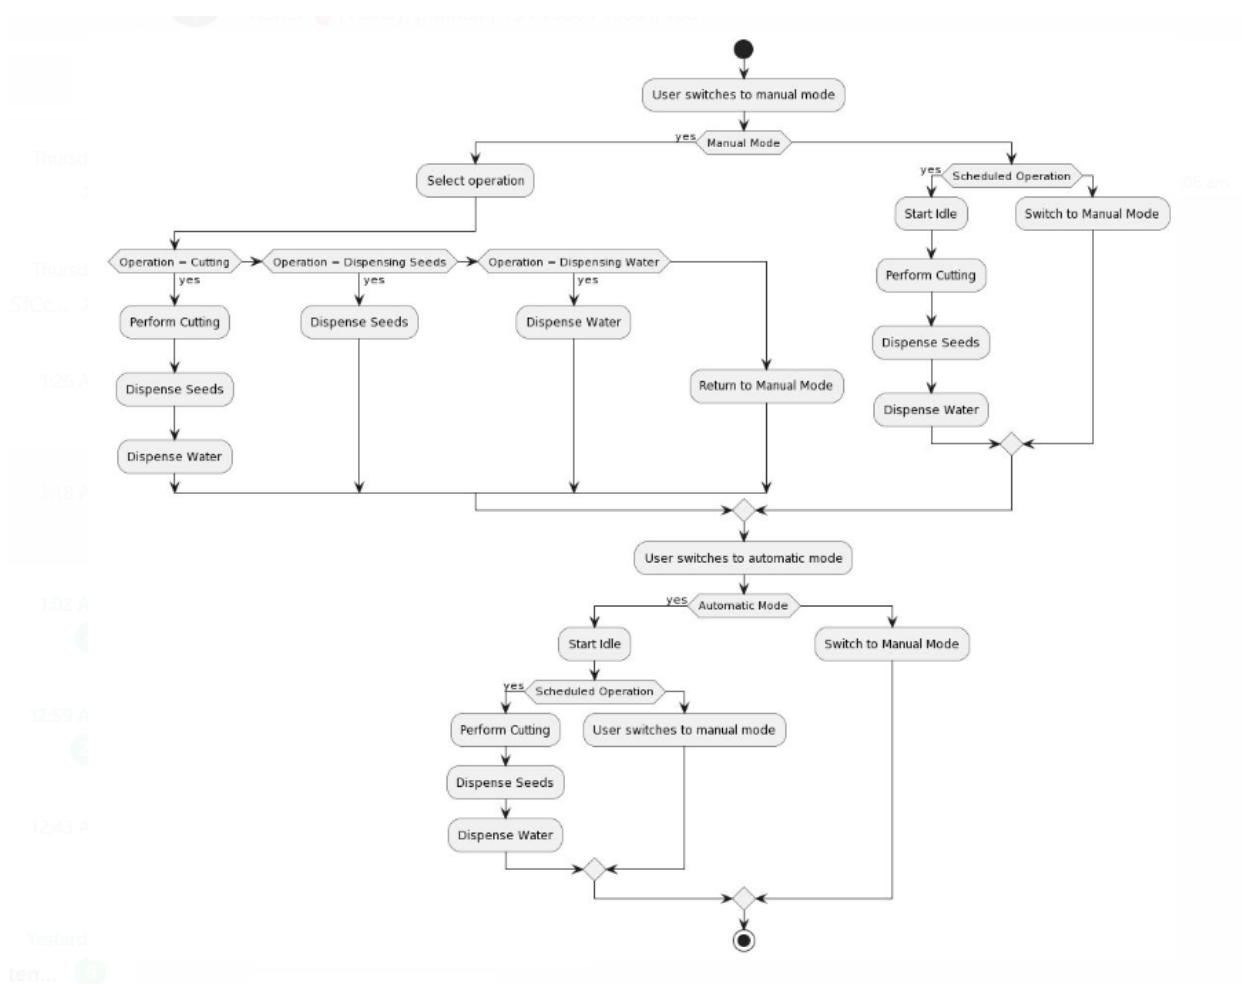 User switches to manual mode
yes
Manual Mode
Select operation
yes
Scheduled Operation
Start Idle
Switch to Manual Mode
Operation = Cutting
Operation = Dispensing Seeds
Operation = Dispensing Water
yes
yes
yes
Perform Cutting
Perform Cutting
Dispense Seeds
Dispense Water
Dispense Seeds
Dispense Seeds
Return to Manual Mode
Dispense Water
Dispense Water
User switches to automatic mode
yes
Automatic Mode
Start Idle
Switch to Manual Mode
yes
Scheduled Operation
Perform Cutting
User switches to manual mode
Dispense Seeds
Dispense Water